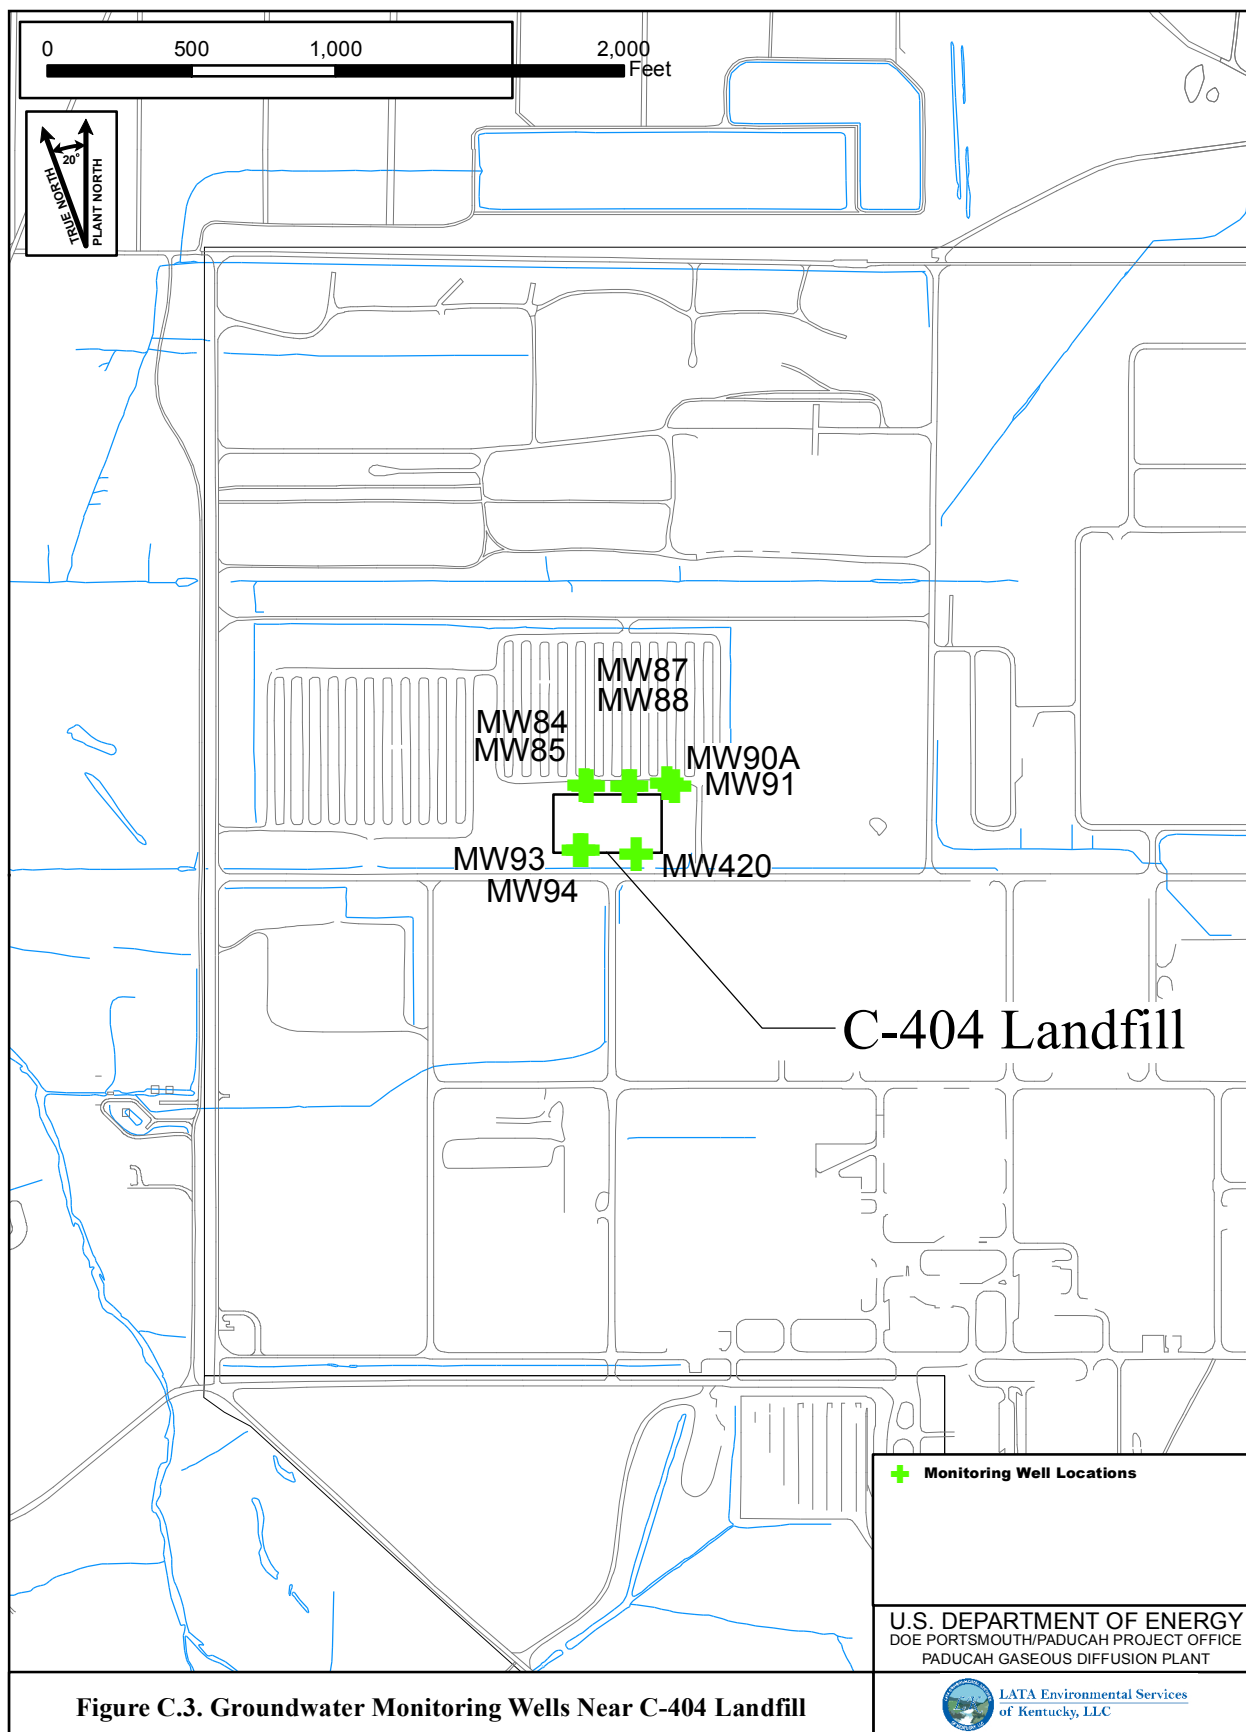 0 500 1,000 2,000
Feet
20°
TRUE NORTH
PLANT NORTH
MW87
MW88
MW84
MW85
MW90A
MW91
MW93
MW94
MW420
C-404 Landfill
Monitoring Well Locations
U.S. DEPARTMENT OF ENERGY
DOE PORTSMOUTH/PADUCAH PROJECT OFFICE
PADUCAH GASEOUS DIFFUSION PLANT
Figure C.3. Groundwater Monitoring Wells Near C-404 Landfill
LATA Environmental Services
of Kentucky, LLC